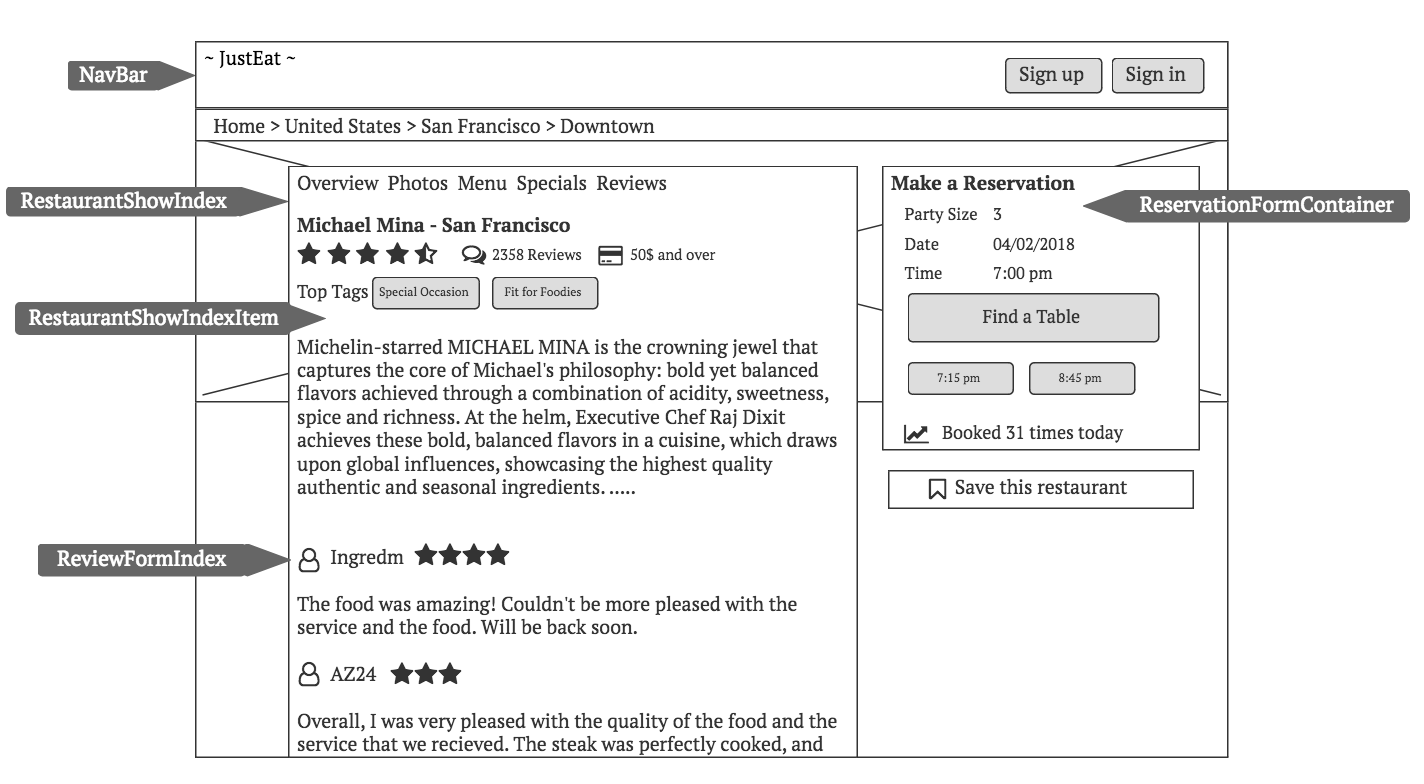 ~ JustEat ~
NavBar
Sign up
Sign in
Home > United States > San Francisco > Downtown
RestaurantShowIndex
Overview Photos Menu Specials Reviews
Michael Mina - San Francisco
2358 Reviews
50$ and over
Top Tags
Special Occasion
Fit for Foodies
RestaurantShowIndexItem
Michelin-starred MICHAEL MINA is the crowning jewel that
captures the core of Michael's philosophy: bold yet balanced
flavors achieved through a combination of acidity, sweetness,
spice and richness. At the helm, Executive Chef Raj Dixit
achieves these bold, balanced flavors in a cuisine, which draws
upon global influences, showcasing the highest quality
authentic and seasonal ingredients. .....
ReviewFormIndex
Ingredm
The food was amazing! Couldn't be more pleased with the
service and the food. Will be back soon.
AZ24
Overall, I was very pleased with the quality of the food and the
service that we recieved. The steak was perfectly cooked, and
Make a Reservation
ReservationFormContainer
Party Size 3
Date 04/02/2018
Time 7:00 pm
Find a Table
7:15 pm
8:45 pm
Booked 31 times today
Save this restaurant